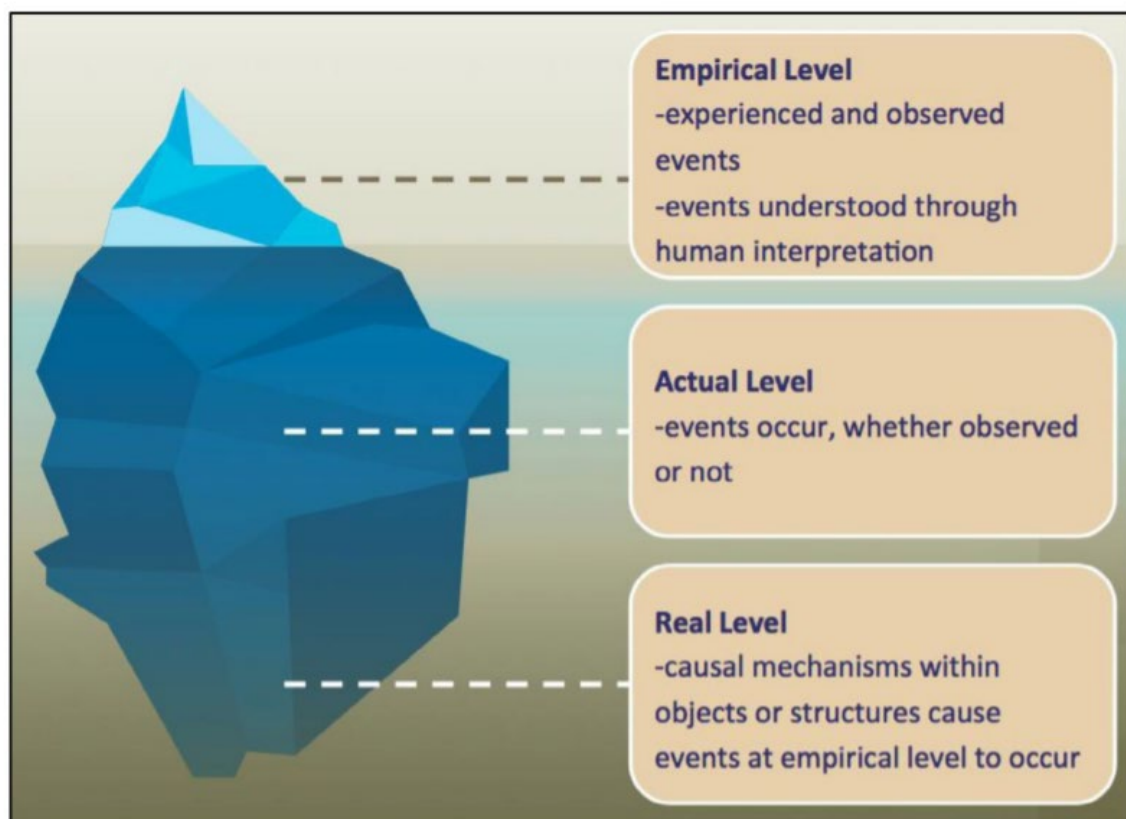 Empirical Level
-experienced and observed
events
-events understood through
human interpretation
Actual Level
-events occur, whether observed
or not
Real Level
-causal mechanisms within
objects or structures cause
events at empirical level to occur